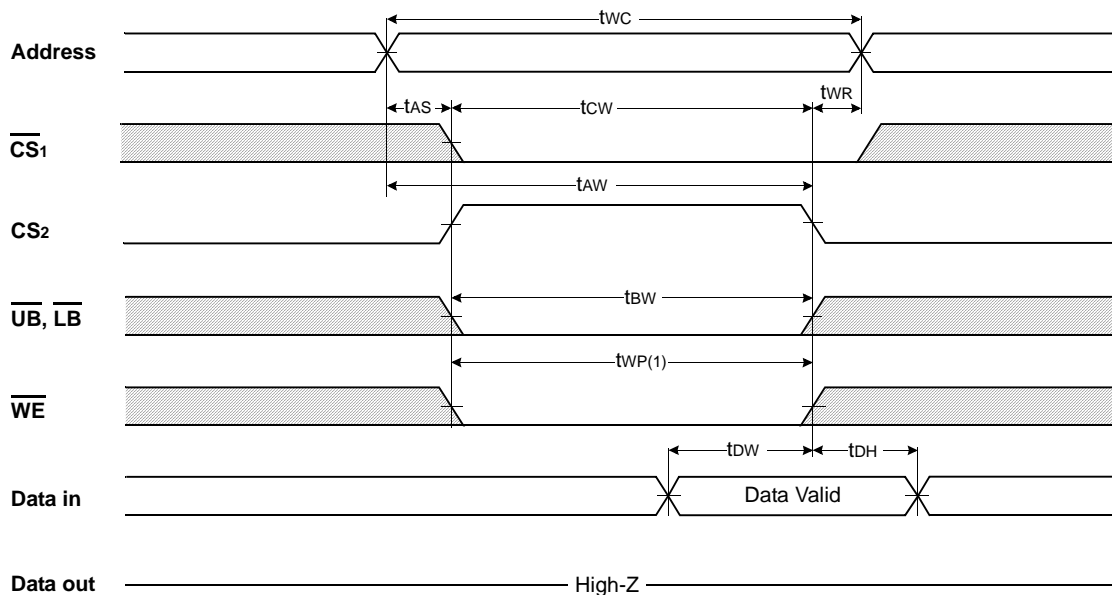 tWC
Address
tAS
tCW
tWR
CS1
tAW
CS2
tBW
UB, LB
tWP(1)
WE
tDW
tDH
Data in
Data Valid
Data out
High-Z